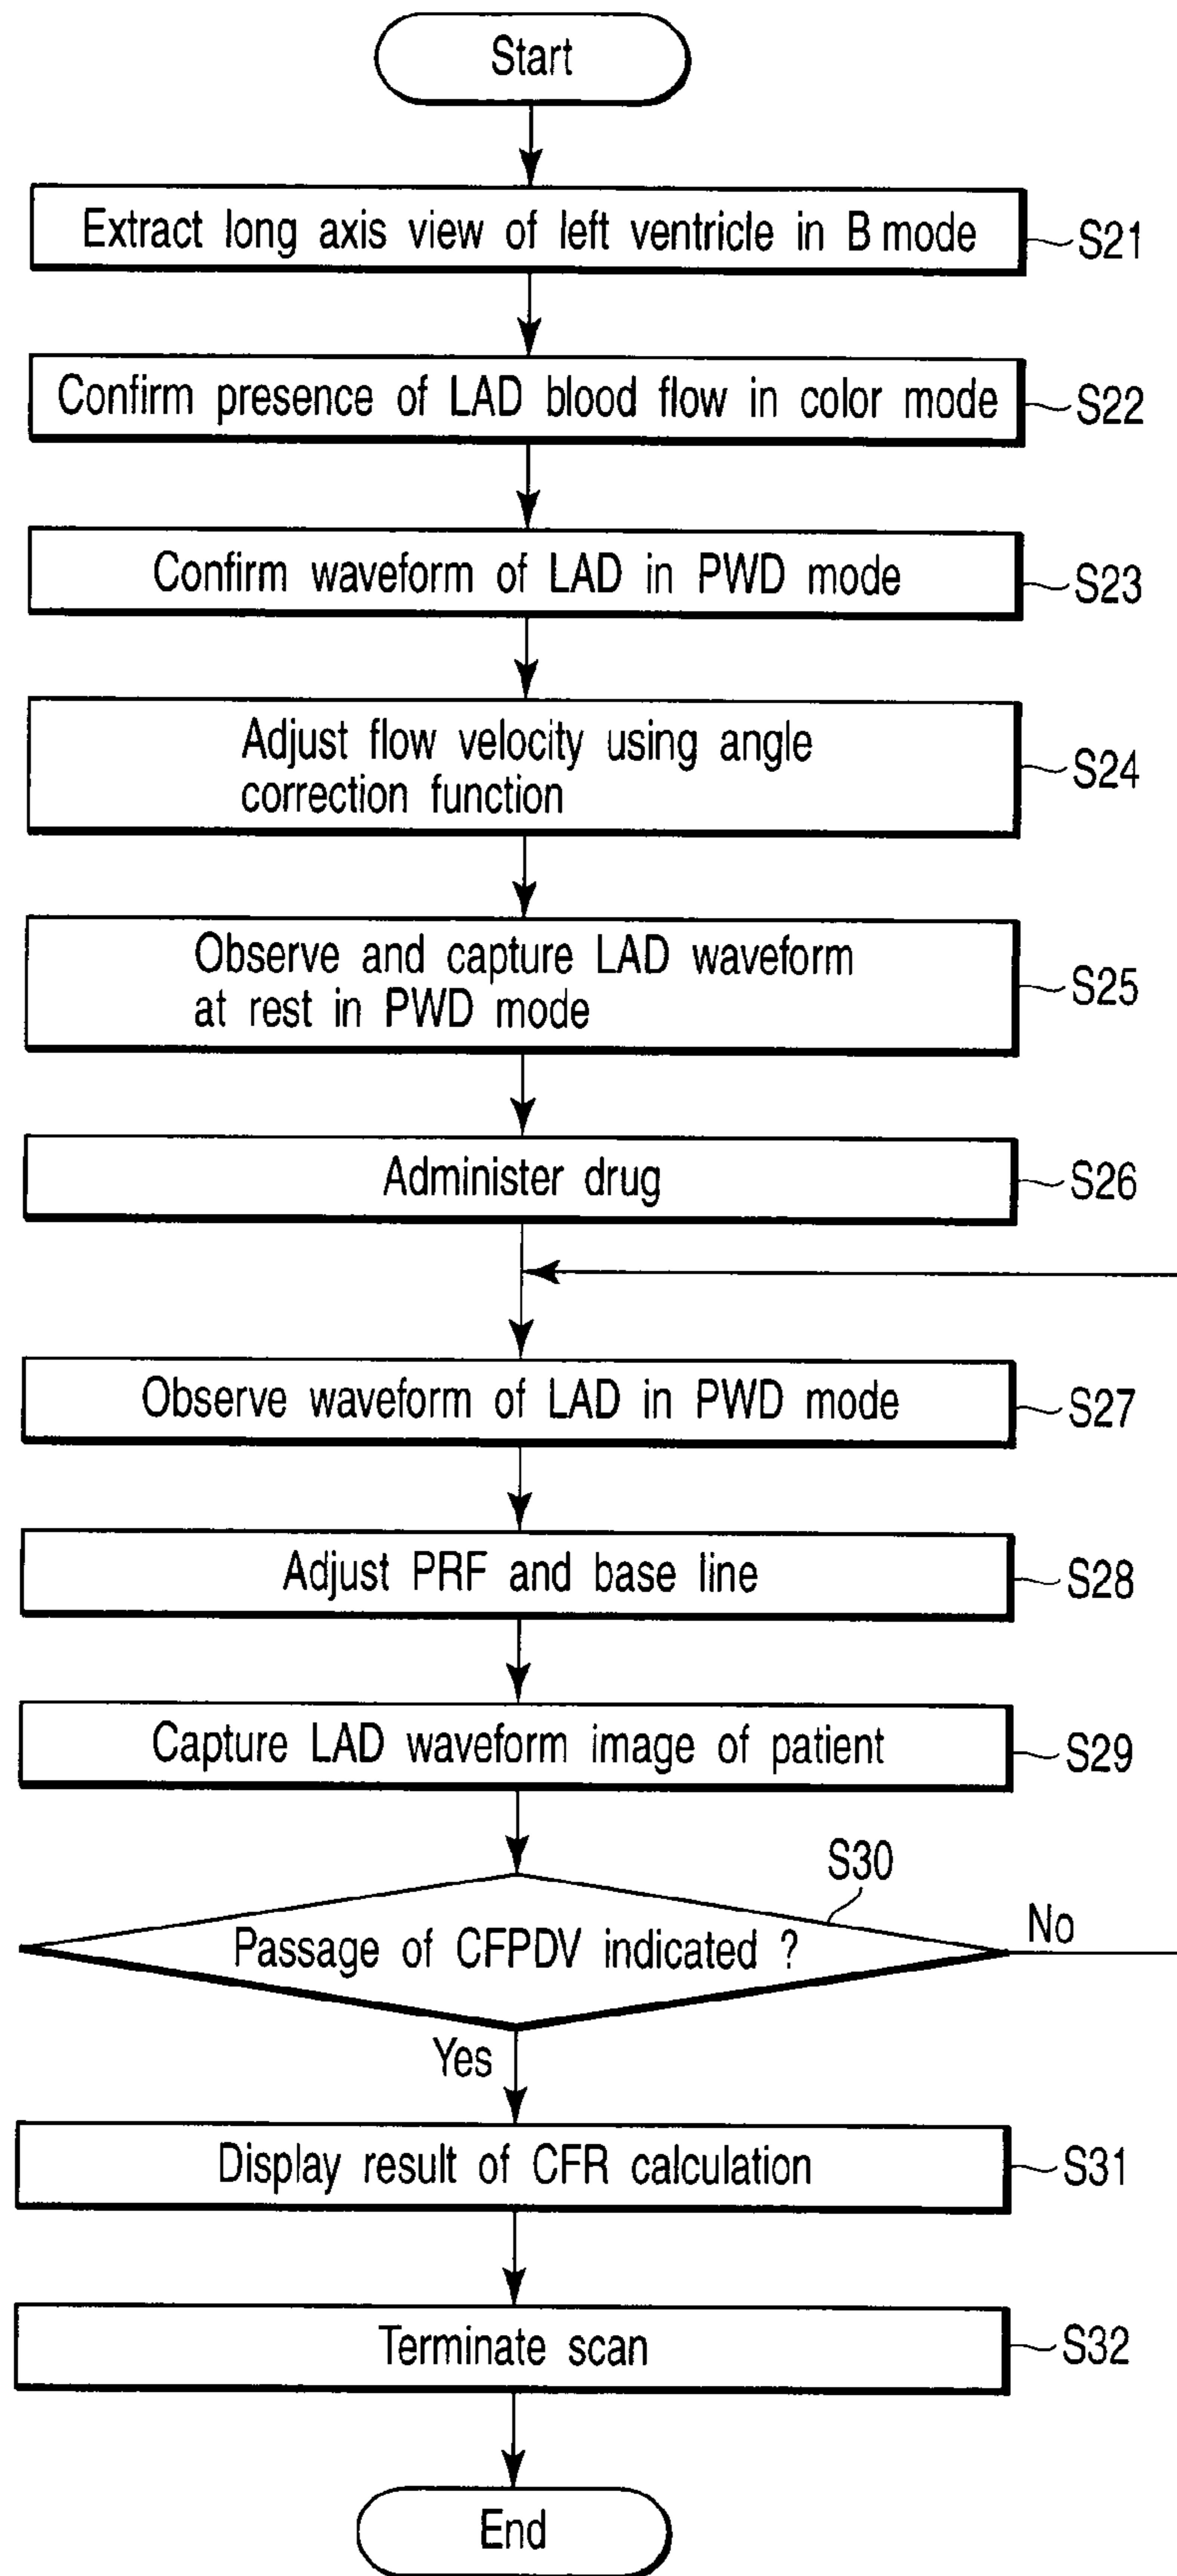 Start
Extract long axis view of left ventricle in B mode
S21
Confirm presence of LAD blood flow in color mode
S22
Confirm waveform of LAD in PWD mode
S23
Adjust flow velocity using angle
correction function
S24
Observe and capture LAD waveform
at rest in PWD mode
S25
Administer drug
S26
Observe waveform of LAD in PWD mode
S27
Adjust PRF and base line
S28
Capture LAD waveform image of patient
S29
S30
Passage of CFPDV indicated ?
No
Yes
Display result of CFR calculation
S31
Terminate scan
S32
End